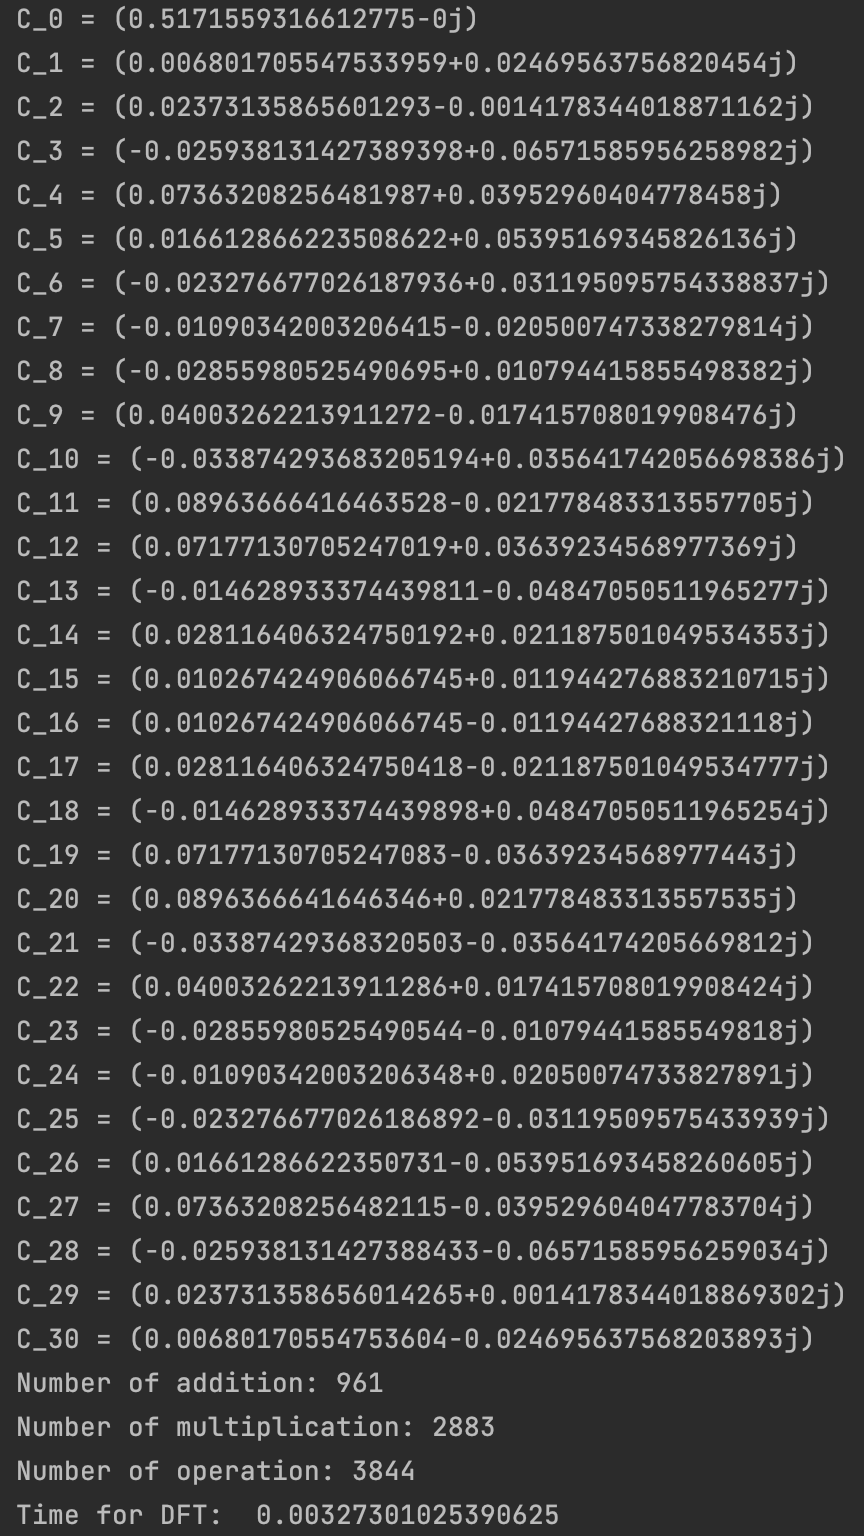 C_0 = (0.5171559316612775-0j)
C_1 = (0.006801705547533959+0.02469563756820454j)
C_2 = (0.02373135865601293-0.0014178344018871162j)
C_3 = (-0.025938131427389398+0.06571585956258982j)
C_4 = (0.07363208256481987+0.03952960404778458j)
C_5 = (0.016612866223508622+0.05395169345826136j)
C_6 = (-0.023276677026187936+0.031195095754338837j)
C_7 = (-0.01090342003206415-0.020500747338279814j)
C_8 = (-0.02855980525490695+0.010794415855498382j)
C_9 = (0.04003262213911272-0.017415708019908476j)
C_10 = (-0.033874293683205194+0.035641742056698386j)
C_11 = (0.08963666416463528-0.021778483313557705j)
C_12 = (0.07177130705247019+0.03639234568977369j)
C_13 = (-0.014628933374439811-0.04847050511965277j)
C_14 = (0.028116406324750192+0.021187501049534353j)
C_15 = (0.010267424906066745+0.011944276883210715j)
C_16 = (0.010267424906066745-0.01194427688321118j)
C_17 = (0.028116406324750418-0.021187501049534777j)
C_18 = (-0.014628933374439898+0.04847050511965254j)
C_19 = (0.07177130705247083-0.03639234568977443j)
C_20 = (0.0896366641646346+0.021778483313557535j)
C_21 = (-0.03387429368320503-0.03564174205669812j)
C_22 = (0.04003262213911286+0.017415708019908424j)
C_23 = (-0.02855980525490544-0.01079441585549818j)
C_24 = (-0.01090342003206348+0.02050074733827891j)
C_25 = (-0.023276677026186892-0.03119509575433939j)
C_26 = (0.01661286622350731-0.053951693458260605j)
C_27 = (0.07363208256482115-0.039529604047783704j)
C_28 = (-0.025938131427388433-0.06571585956259034j)
C_29 = (0.023731358656014265+0.0014178344018869302j)
C_30 = (0.00680170554753604-0.024695637568203893j)
Number of addition: 961
Number of multiplication: 2883
Number of operation: 3844
Time for DFT:  0.00327301025390625